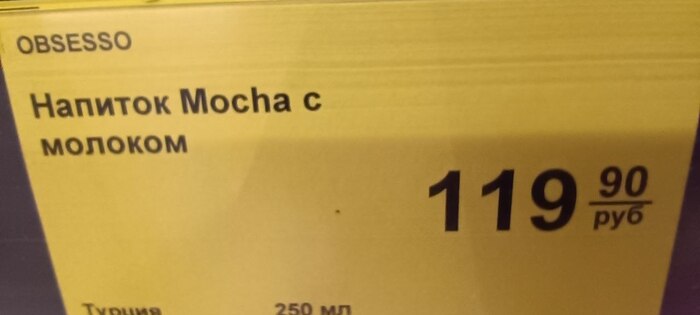 OBSESSO
Напиток Mocha с
молоком
119 90
руб
Турция 250 мл